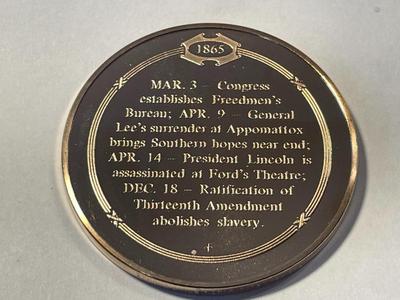 1865
MAR. 3 – Congress
establishes Freedmen's
Bureau; APR. 9 – General
Lee's surrender at Appomattox
brings Southern hopes near end;
APR. 14 – President Lincoln is
assassinated at Ford's Theatre;
DEC. 18 – Ratification of
Thirteenth Amendment
abolishes slavery.